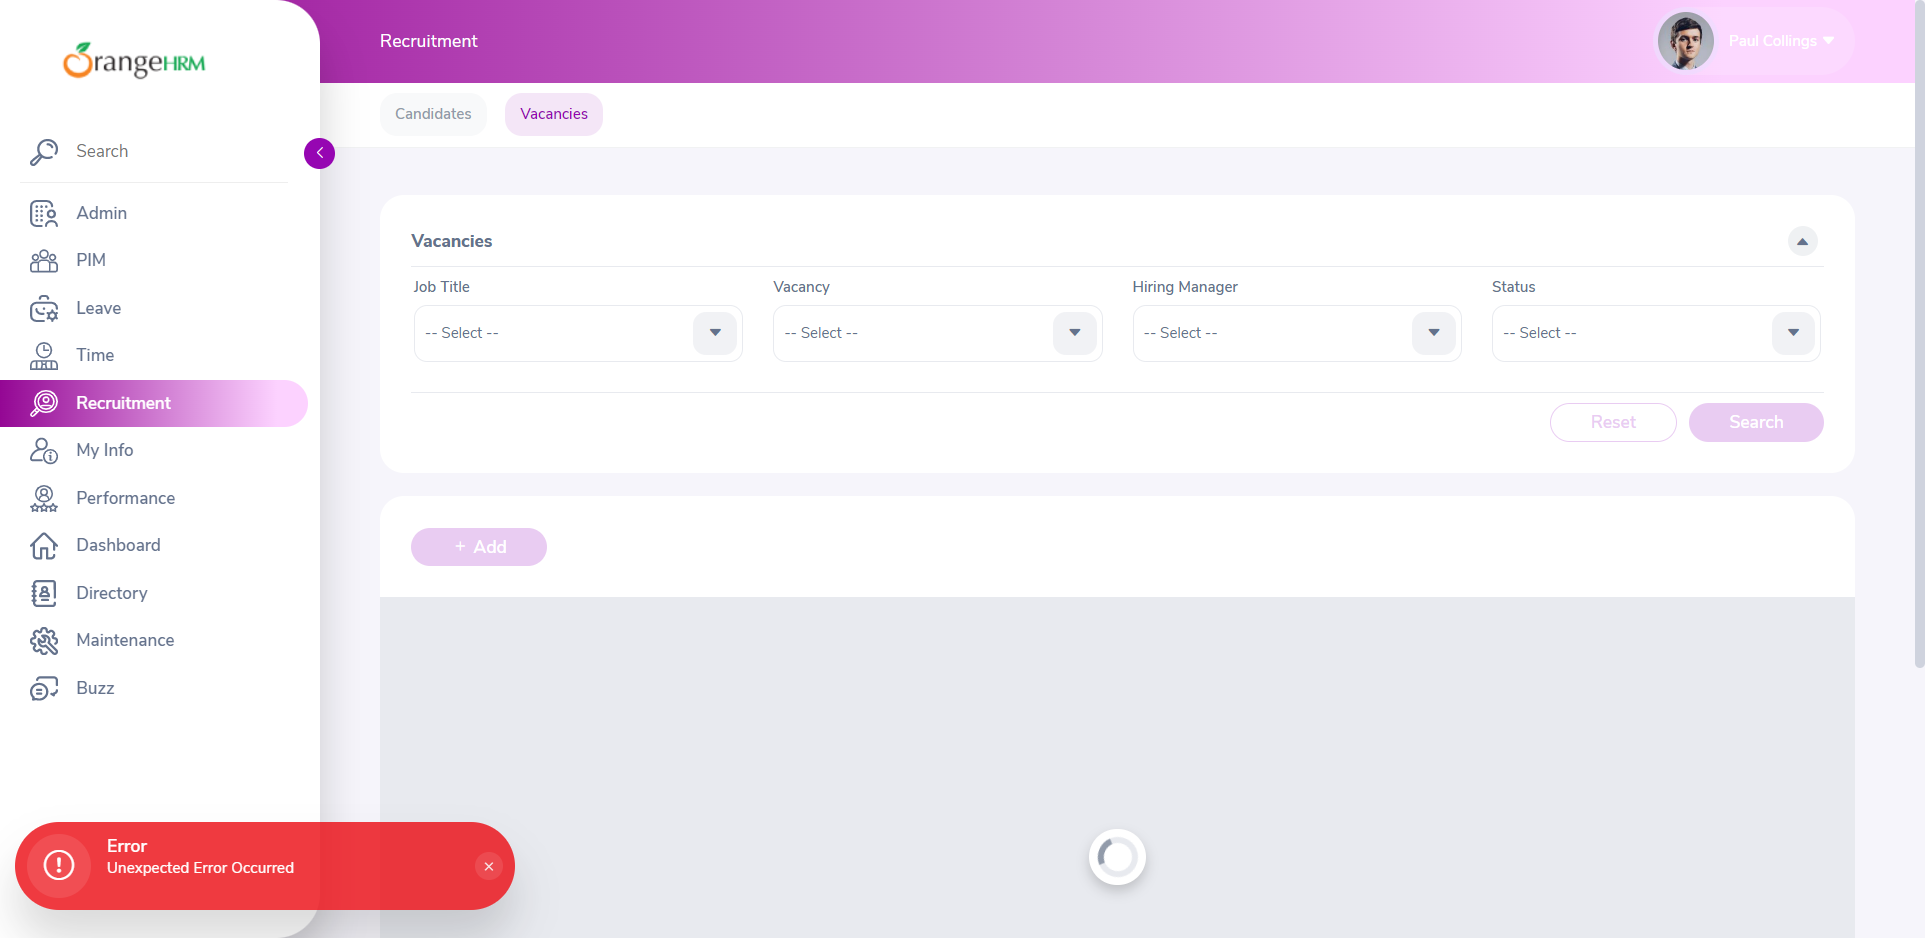 OrangeHRM
Search
Admin
PIM
Leave
Time
Recruitment
My Info
Performance
Dashboard
Directory
Maintenance
Buzz
Recruitment
Paul Collings
Candidates
Vacancies
Vacancies
Job Title
Vacancy
Hiring Manager
Status
-- Select --
-- Select --
-- Select --
-- Select --
Reset
Search
+ Add
Error
Unexpected Error Occurred